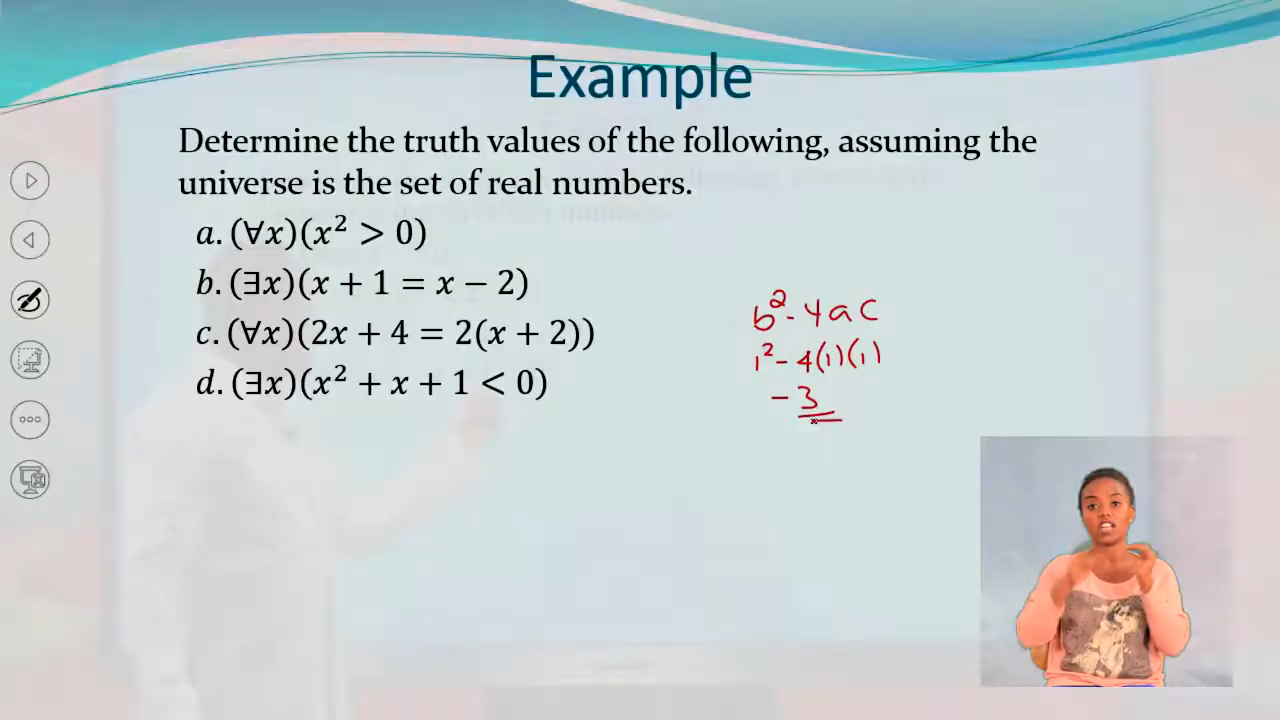 Example
Determine the truth values of the following, assuming the
universe is the set of real numbers.
a. (∀x)(x² > 0)
b. (∃x)(x + 1 = x − 2)
c. (∀x)(2x + 4 = 2(x + 2))
d. (∃x)(x² + x + 1 < 0)
b² - 4ac
1² - 4(1)(1)
- 3